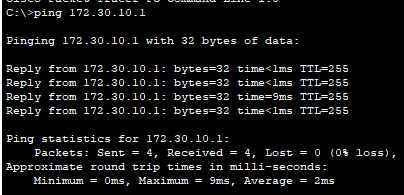 C:\>ping 172.30.10.1
Pinging 172.30.10.1 with 32 bytes of data:
Reply from 172.30.10.1: bytes=32 time<1ms TTL=255
Reply from 172.30.10.1: bytes=32 time<1ms TTL=255
Reply from 172.30.10.1: bytes=32 time=9ms TTL=255
Reply from 172.30.10.1: bytes=32 time<1ms TTL=255
Ping statistics for 172.30.10.1:
Packets: Sent = 4, Received = 4, Lost = 0 (0% loss),
Approximate round trip times in milli-seconds:
Minimum = 0ms, Maximum = 9ms, Average = 2ms